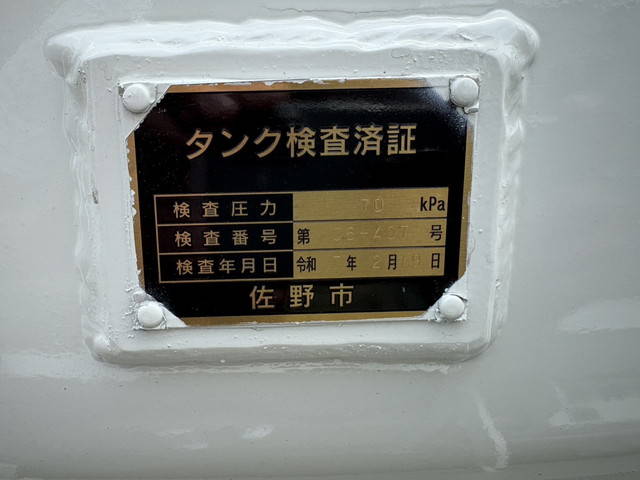 タンク検査済証
検査圧力 70 kPa
検査番号 第 号
検査年月日 令和 7年 2月 日
佐野市